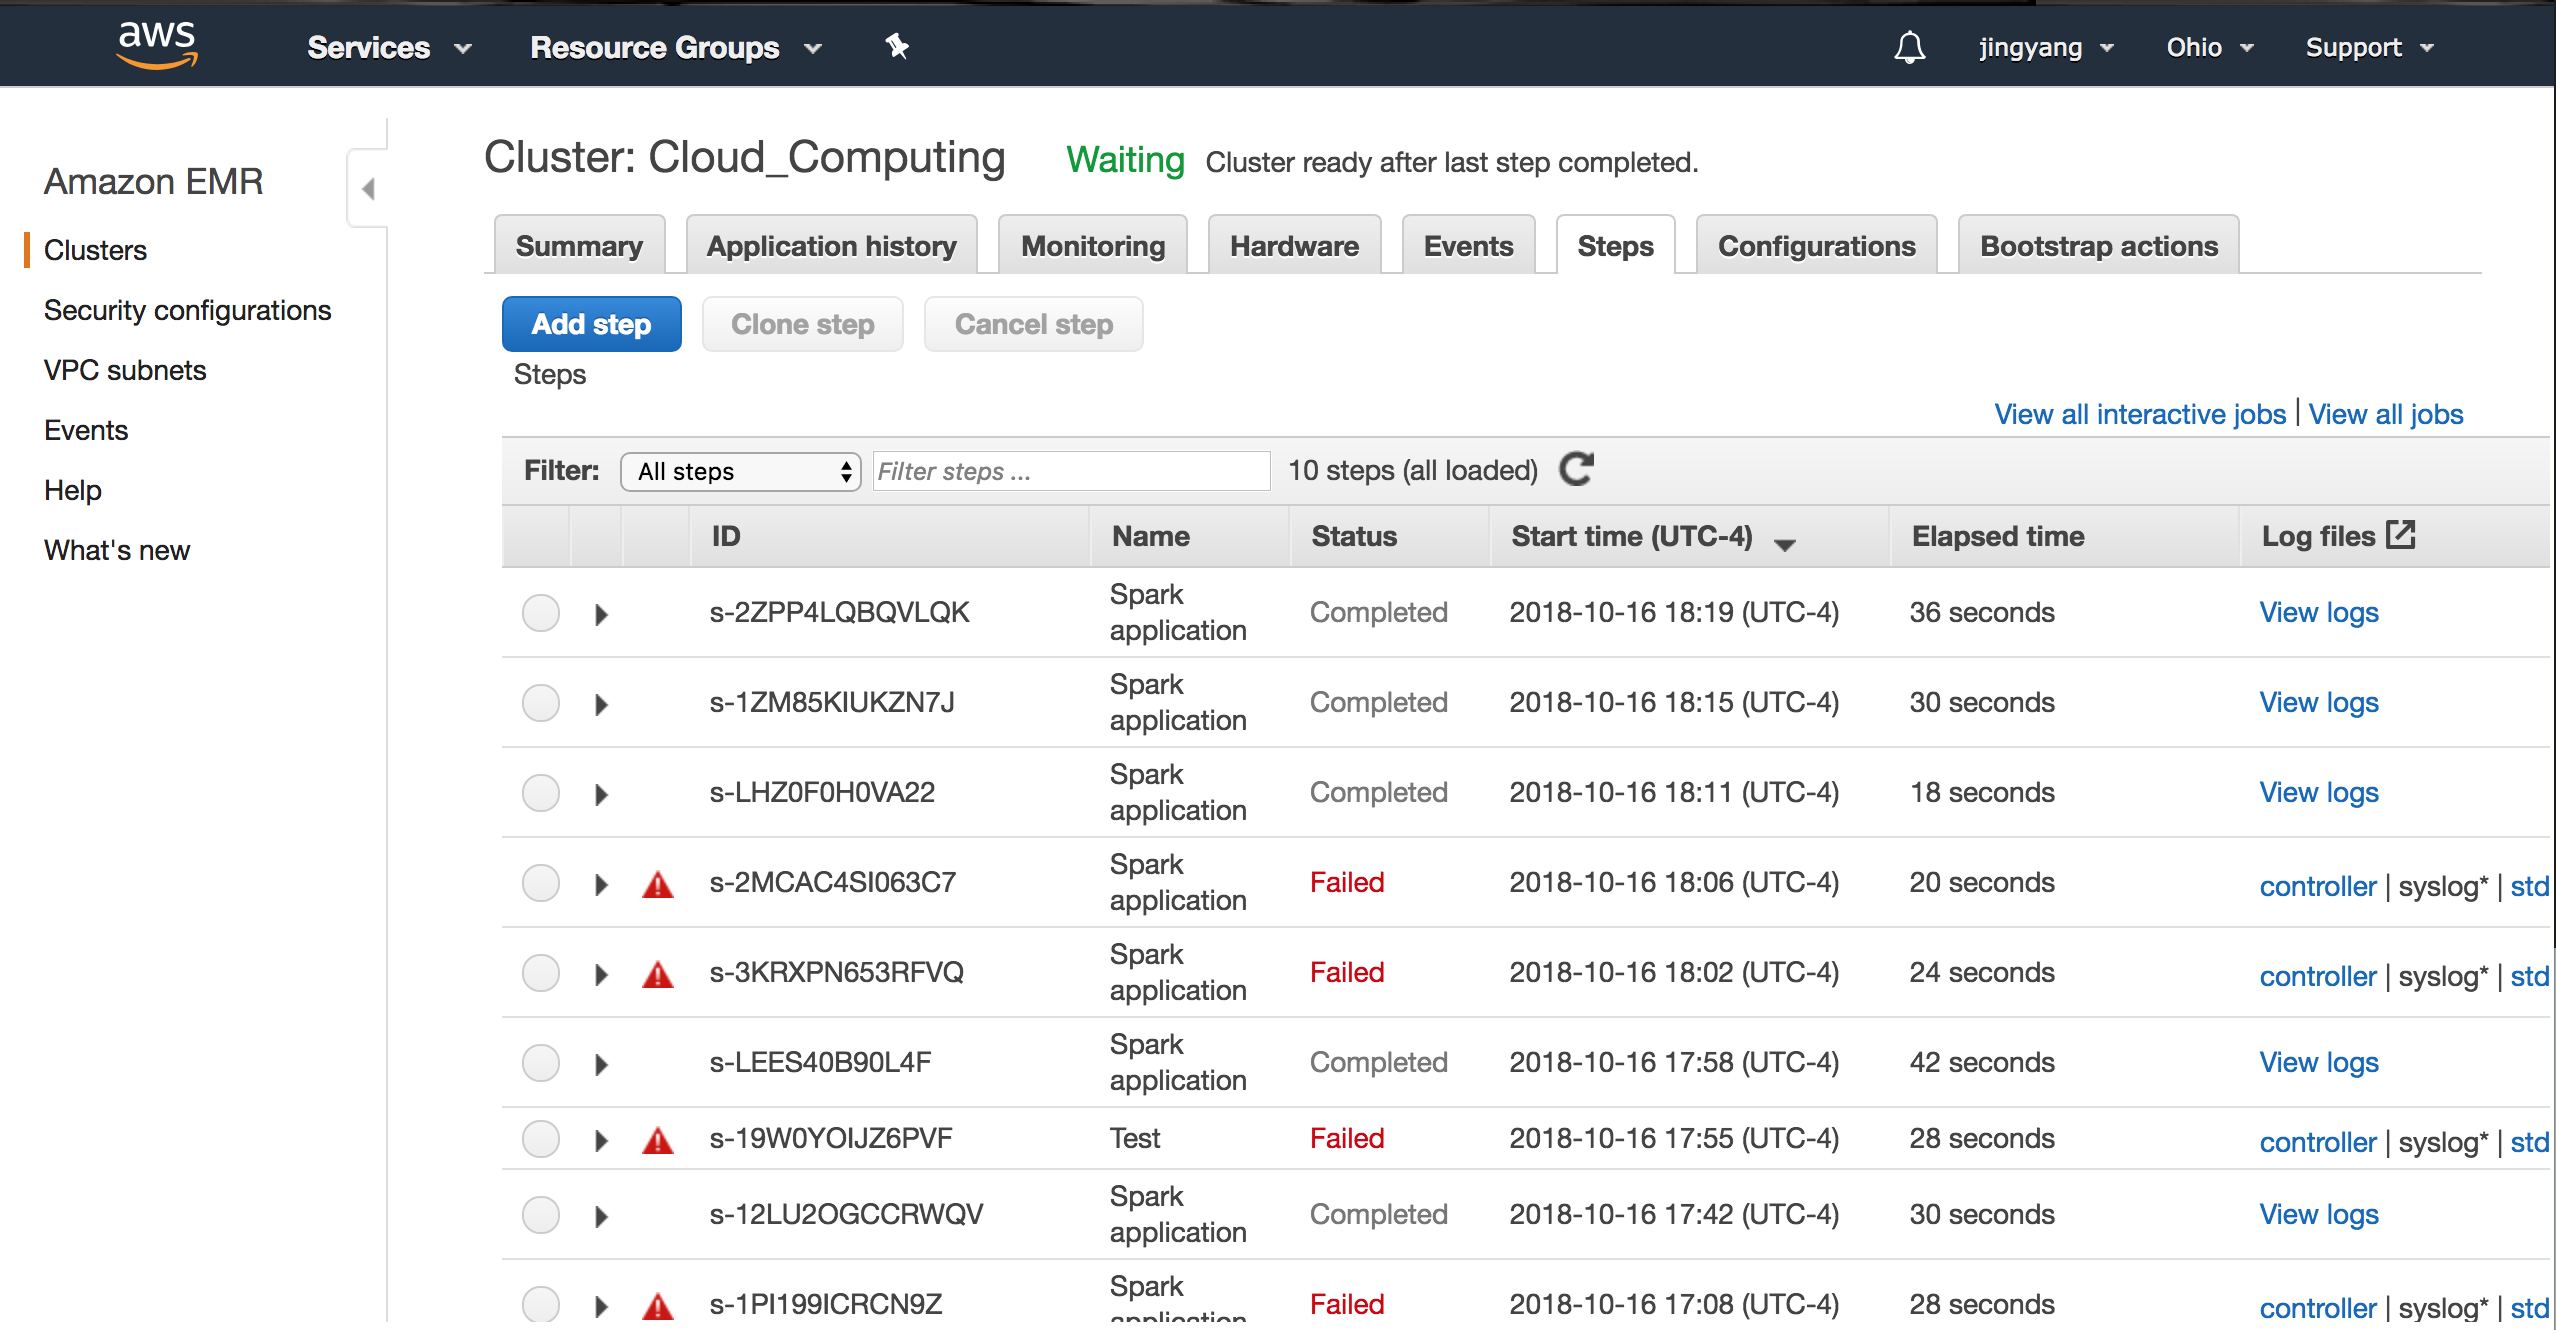 aws Services Resource Groups jingyang Ohio Support
Amazon EMR
Clusters
Security configurations
VPC subnets
Events
Help
What's new
Cluster: Cloud_Computing Waiting Cluster ready after last step completed.
Summary Application history Monitoring Hardware Events Steps Configurations Bootstrap actions
Add step Clone step Cancel step
Steps
View all interactive jobs | View all jobs
Filter: All steps Filter steps ... 10 steps (all loaded)
ID Name Status Start time (UTC-4) Elapsed time Log files
s-2ZPP4LQBQVLQK Spark application Completed 2018-10-16 18:19 (UTC-4) 36 seconds View logs
s-1ZM85KIUKZN7J Spark application Completed 2018-10-16 18:15 (UTC-4) 30 seconds View logs
s-LHZ0F0H0VA22 Spark application Completed 2018-10-16 18:11 (UTC-4) 18 seconds View logs
s-2MCAC4SI063C7 Spark application Failed 2018-10-16 18:06 (UTC-4) 20 seconds controller | syslog* | std
s-3KRXPN653RFVQ Spark application Failed 2018-10-16 18:02 (UTC-4) 24 seconds controller | syslog* | std
s-LEES40B90L4F Spark application Completed 2018-10-16 17:58 (UTC-4) 42 seconds View logs
s-19W0YOIJZ6PVF Test Failed 2018-10-16 17:55 (UTC-4) 28 seconds controller | syslog* | std
s-12LU2OGCCRWQV Spark application Completed 2018-10-16 17:42 (UTC-4) 30 seconds View logs
s-1PI199ICRCN9Z Spark application Failed 2018-10-16 17:08 (UTC-4) 28 seconds controller | syslog* | std